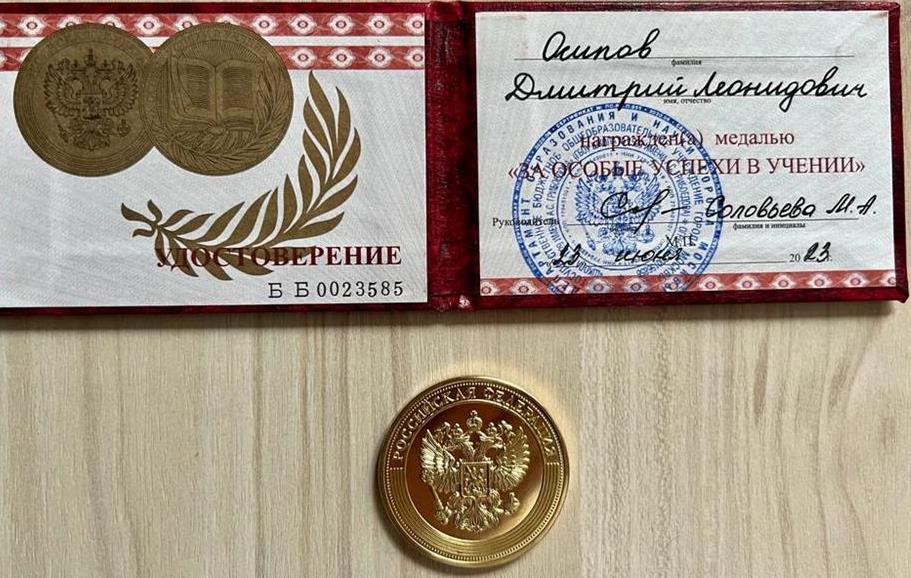 УДОСТОВЕРЕНИЕ
Б Б 0023585
Осипов
фамилия
Дмитрий Леонидович
имя, отчество
награжден(а) медалью
«ЗА ОСОБЫЕ УСПЕХИ В УЧЕНИИ»
Руководитель Соловьева М.А.
фамилия и инициалы
М.П.
июня 2023 г.
РОССИЙСКАЯ ФЕДЕРАЦИЯ